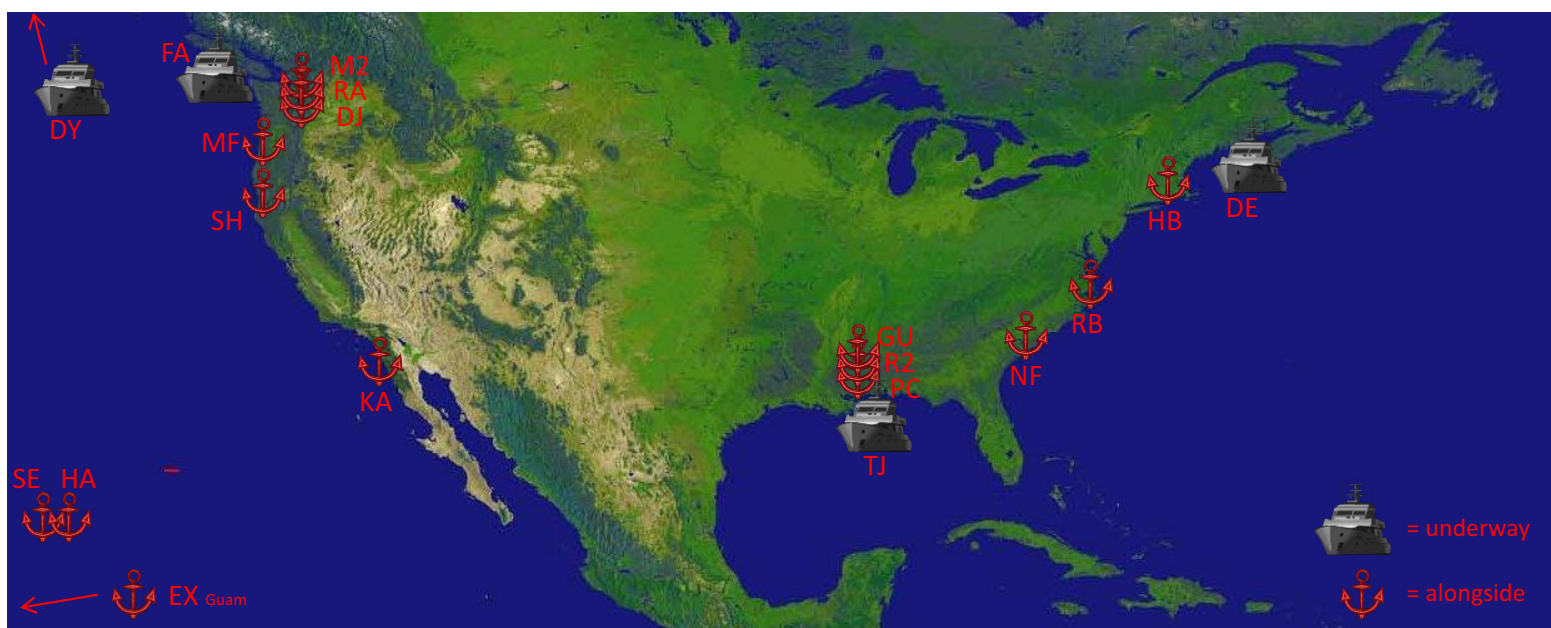 FA
M2
RA
DJ
DY
MF
SH
HB
DE
RB
GU
R2
PC
NF
KA
TJ
SE HA
= underway
EX Guam
= alongside